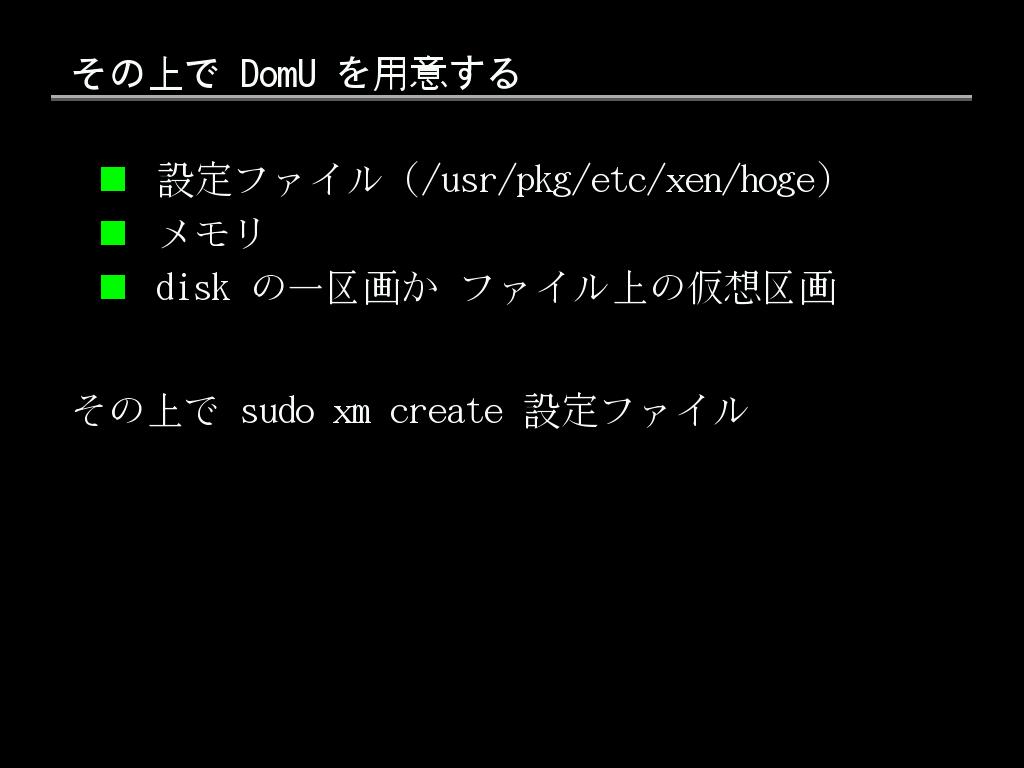 その上で DomU を用意する
■ 設定ファイル（/usr/pkg/etc/xen/hoge）
■ メモリ
■ disk の一区画か ファイル上の仮想区画
その上で sudo xm create 設定ファイル